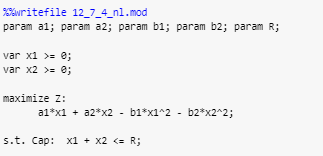 %%writefile 12_7_4_nl.mod
param a1; param a2; param b1; param b2; param R;
var x1 >= 0;
var x2 >= 0;
maximize Z:
a1*x1 + a2*x2 - b1*x1^2 - b2*x2^2;
s.t. Cap:  x1 + x2 <= R;